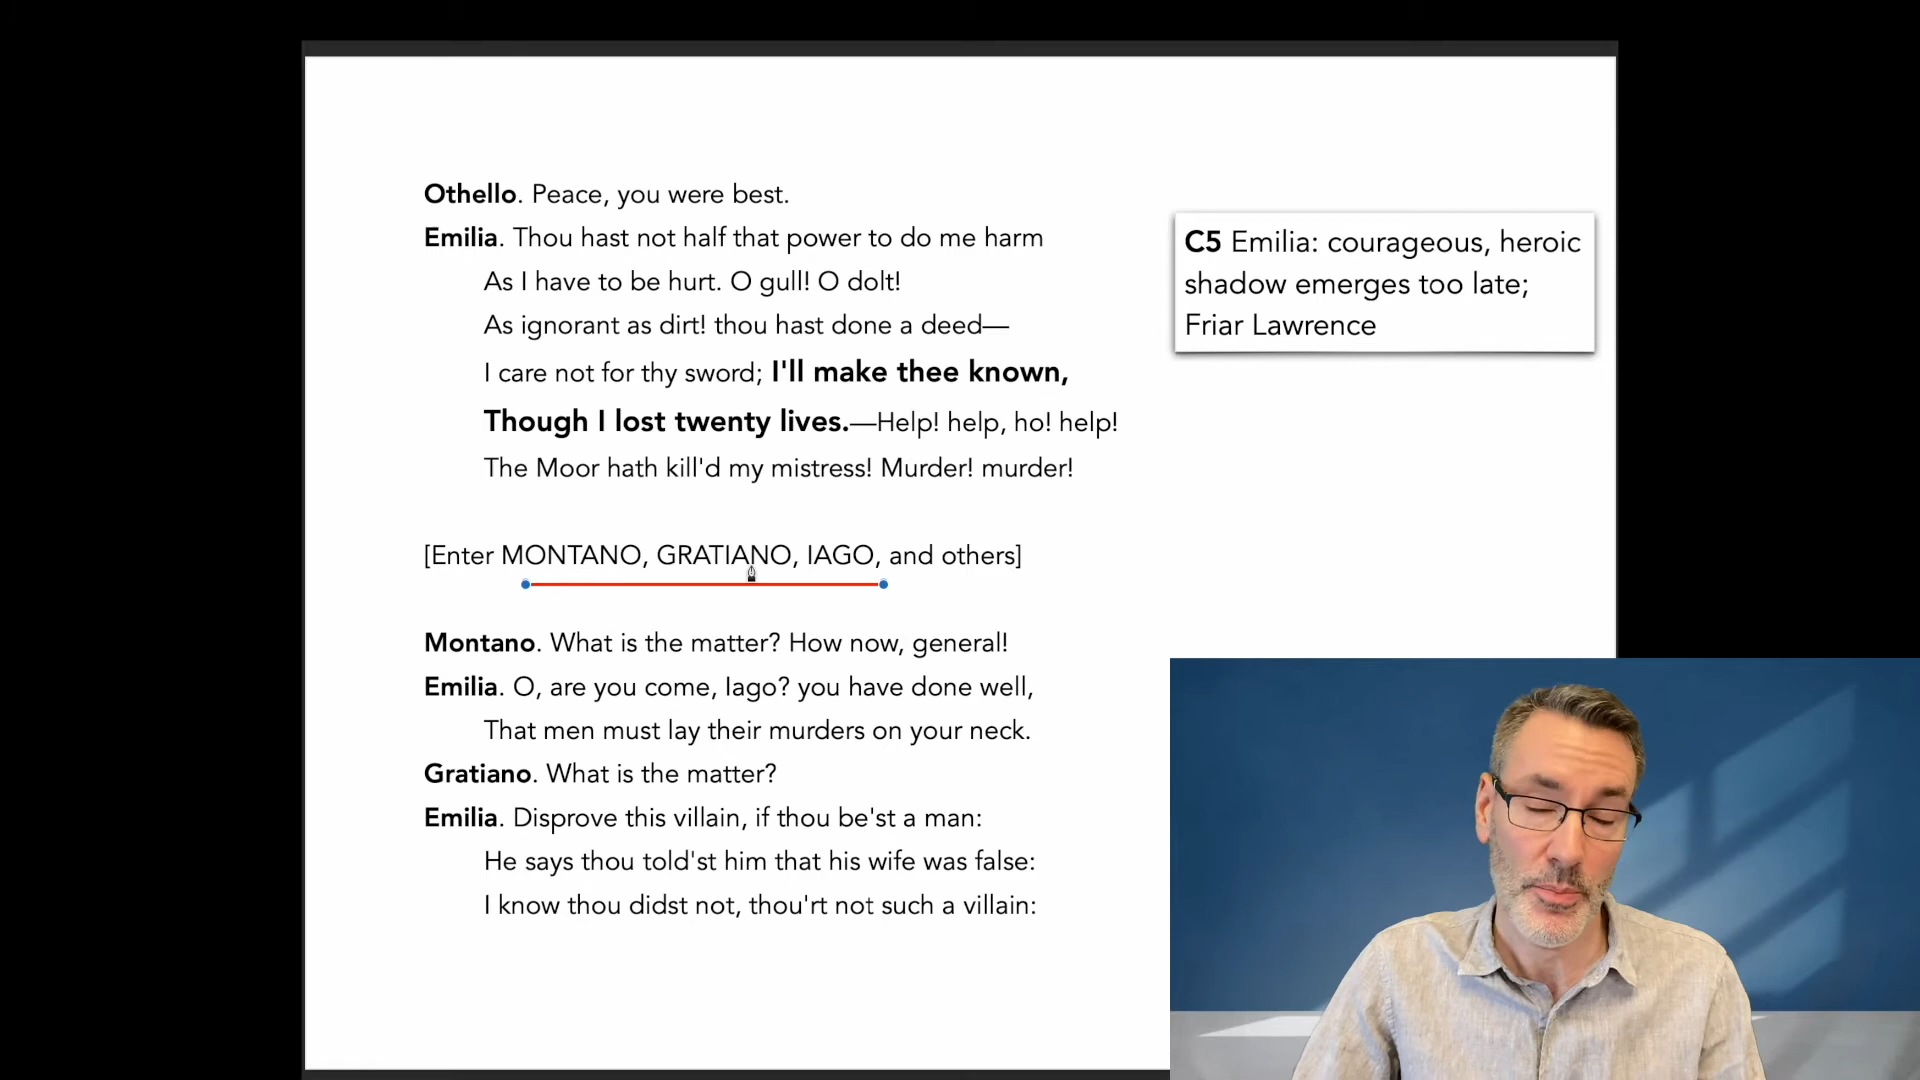 Othello. Peace, you were best.
Emilia. Thou hast not half that power to do me harm
As I have to be hurt. O gull! O dolt!
As ignorant as dirt! thou hast done a deed—
I care not for thy sword; I'll make thee known,
Though I lost twenty lives.—Help! help, ho! help!
The Moor hath kill'd my mistress! Murder! murder!
[Enter MONTANO, GRATIANO, IAGO, and others]
Montano. What is the matter? How now, general!
Emilia. O, are you come, Iago? you have done well,
That men must lay their murders on your neck.
Gratiano. What is the matter?
Emilia. Disprove this villain, if thou be'st a man:
He says thou told'st him that his wife was false:
I know thou didst not, thou'rt not such a villain:
C5 Emilia: courageous, heroic
shadow emerges too late;
Friar Lawrence